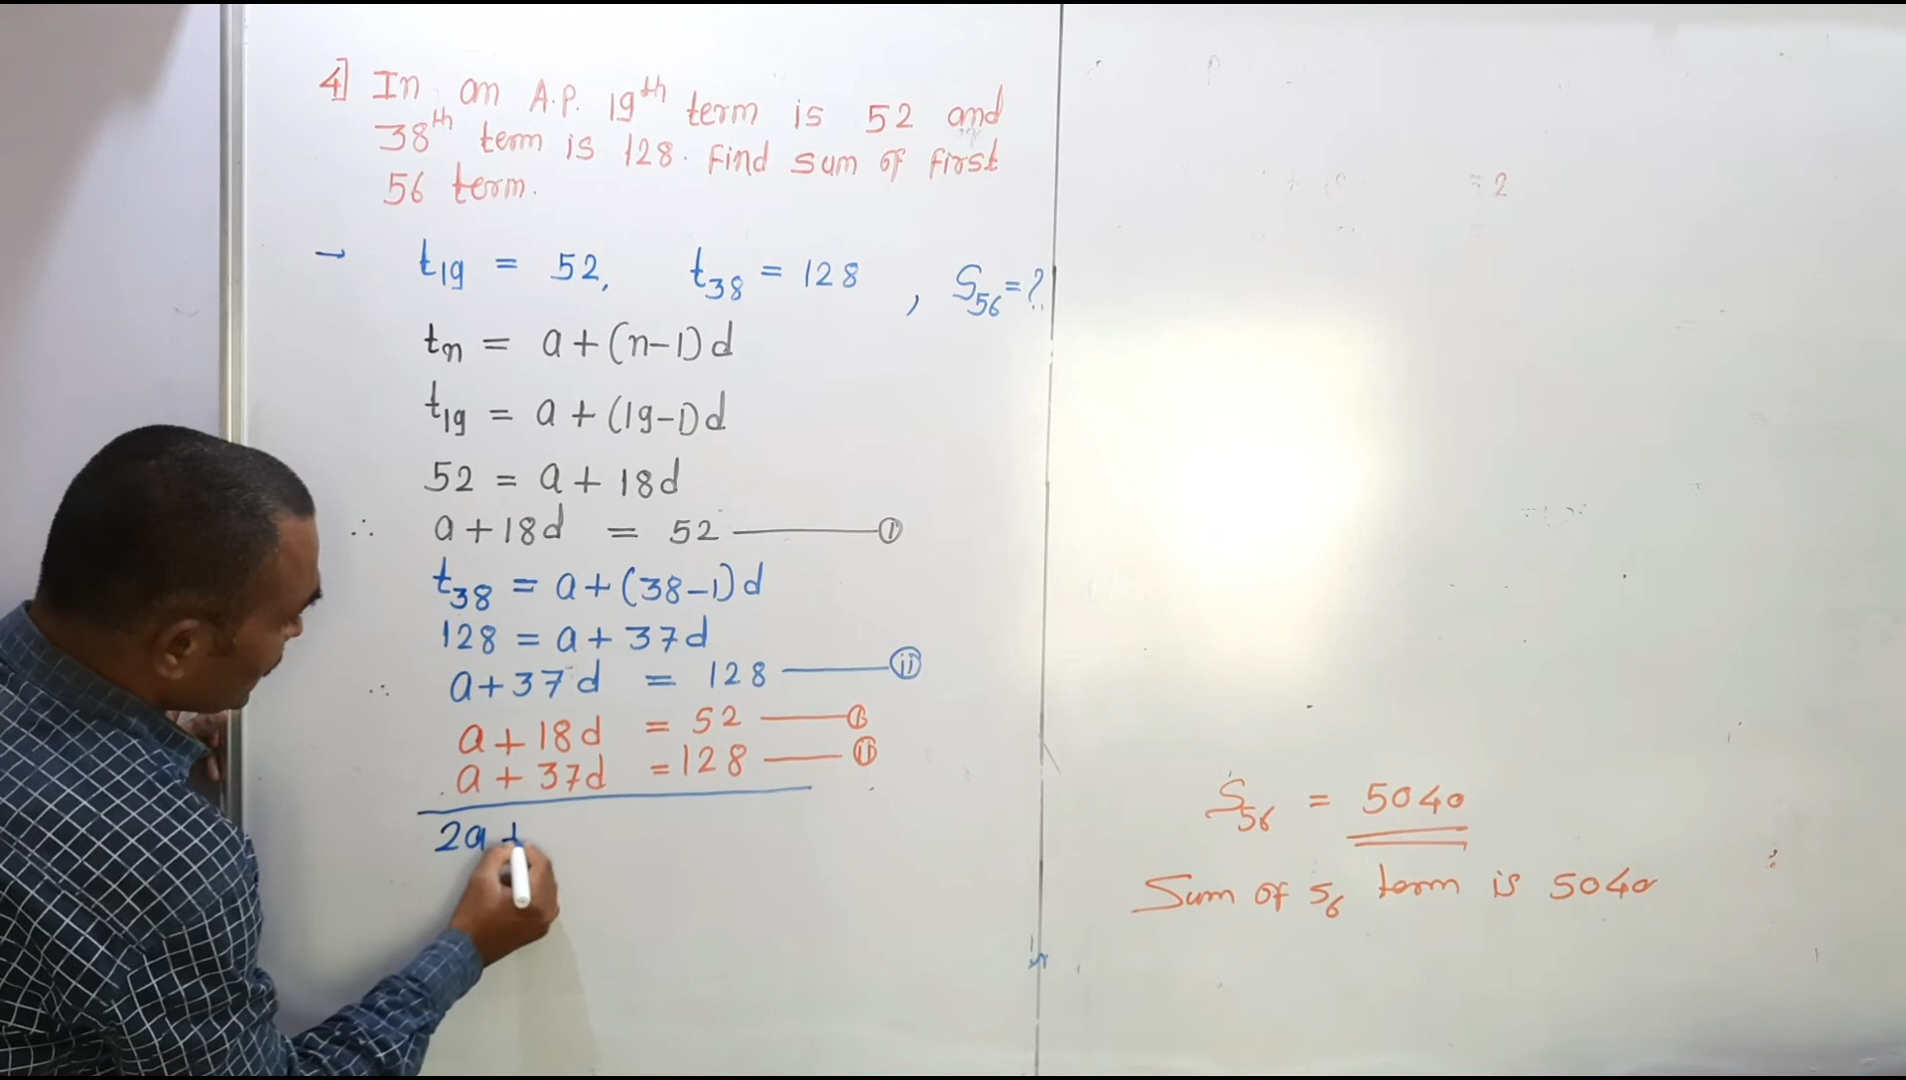 4] In an A.P. 19th term is 52 and
38th term is 128. Find sum of first
56 term.
→ t19 = 52, t38 = 128 , S56 = ?
tn = a + (n-1)d
t19 = a + (19-1)d
52 = a + 18d
∴ a + 18d = 52 ——— (i)
t38 = a + (38-1)d
128 = a + 37d
∴ a + 37d = 128 ——— (ii)
a + 18d = 52 ——— (i)
a + 37d = 128 ——— (ii)
2a +
= 2
S56 = 5040
Sum of 56 term is 5040